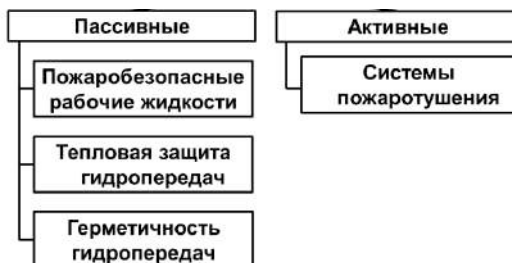 Пассивные
Пожаробезопасные
рабочие жидкости
Тепловая защита
гидропередач
Герметичность
гидропередач
Активные
Системы
пожаротушения